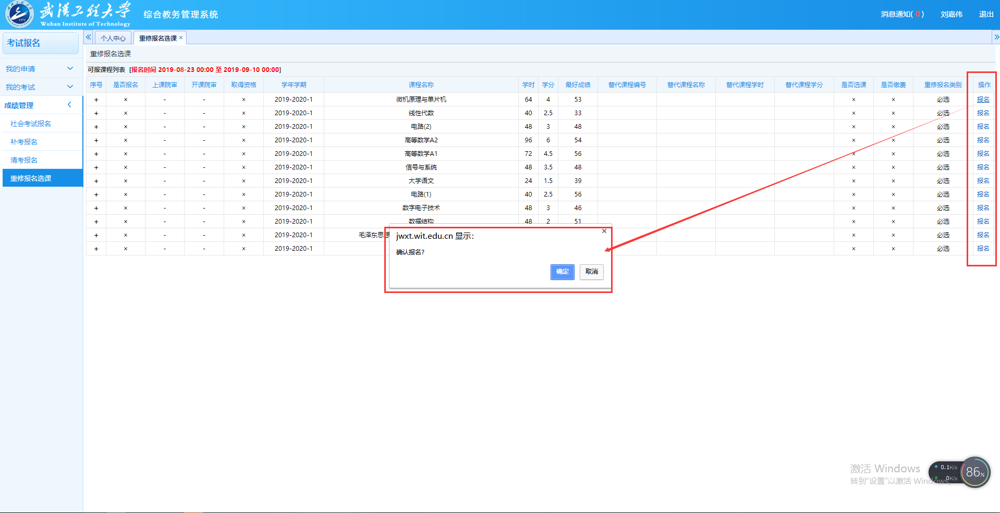 武汉工程大学
Wuhan Institute of Technology
1972
综合教务管理系统
消息通知( 0 )
刘嘉伟
退出
考试报名
我的申请
我的考试
成绩管理
社会考试报名
补考报名
清考报名
重修报名选课
个人中心
重修报名选课 ×
重修报名选课
可报课程列表 [报名时间 2019-08-23 00:00 至 2019-09-10 00:00]
序号 是否报名 上课院审 开课院审 取得资格 学年学期 课程名称 学时 学分 最好成绩 替代课程编号 替代课程名称 替代课程学时 替代课程学分 是否选课 是否缴费 重修报名类别 操作
+ × - - × 2019-2020-1 微机原理与单片机 64 4 53 × × 必选 报名
+ × - - × 2019-2020-1 线性代数 40 2.5 33 × × 必选 报名
+ × - - × 2019-2020-1 电路(2) 48 3 48 × × 必选 报名
+ × - - × 2019-2020-1 高等数学A2 96 6 54 × × 必选 报名
+ × - - × 2019-2020-1 高等数学A1 72 4.5 56 × × 必选 报名
+ × - - × 2019-2020-1 信号与系统 48 3.5 48 × × 必选 报名
+ × - - × 2019-2020-1 大学语文 24 1.5 39 × × 必选 报名
+ × - - × 2019-2020-1 电路(1) 40 2.5 56 × × 必选 报名
+ × - - × 2019-2020-1 数字电子技术 48 3 46 × × 必选 报名
+ × - - × 2019-2020-1 数据结构 48 2 51 × × 必选 报名
+ × - - × 2019-2020-1 毛泽东思想 × × 必选 报名
+ × - - × 2019-2020-1 × × 必选 报名
jwxt.wit.edu.cn 显示:
确认报名?
确定
取消
激活 Windows
转到"设置"以激活 Windows。
0.1K/s
0K/s
86%